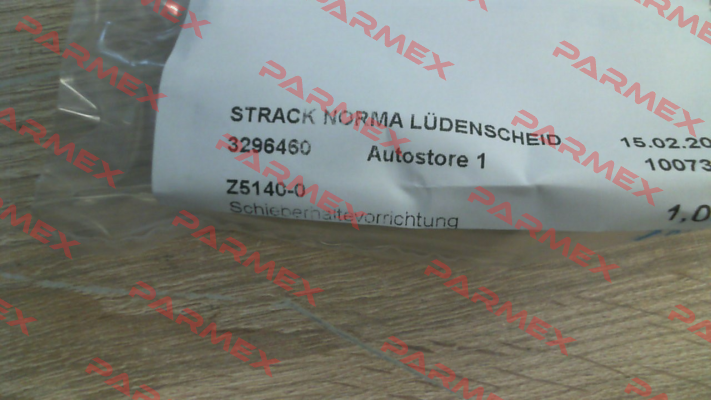 STRACK NORMA LÜDENSCHEID 15.02.20
3296460 Autostore 1 10073
Z5140-0
Schieberhaltevorrichtung 1.0
PARMEX